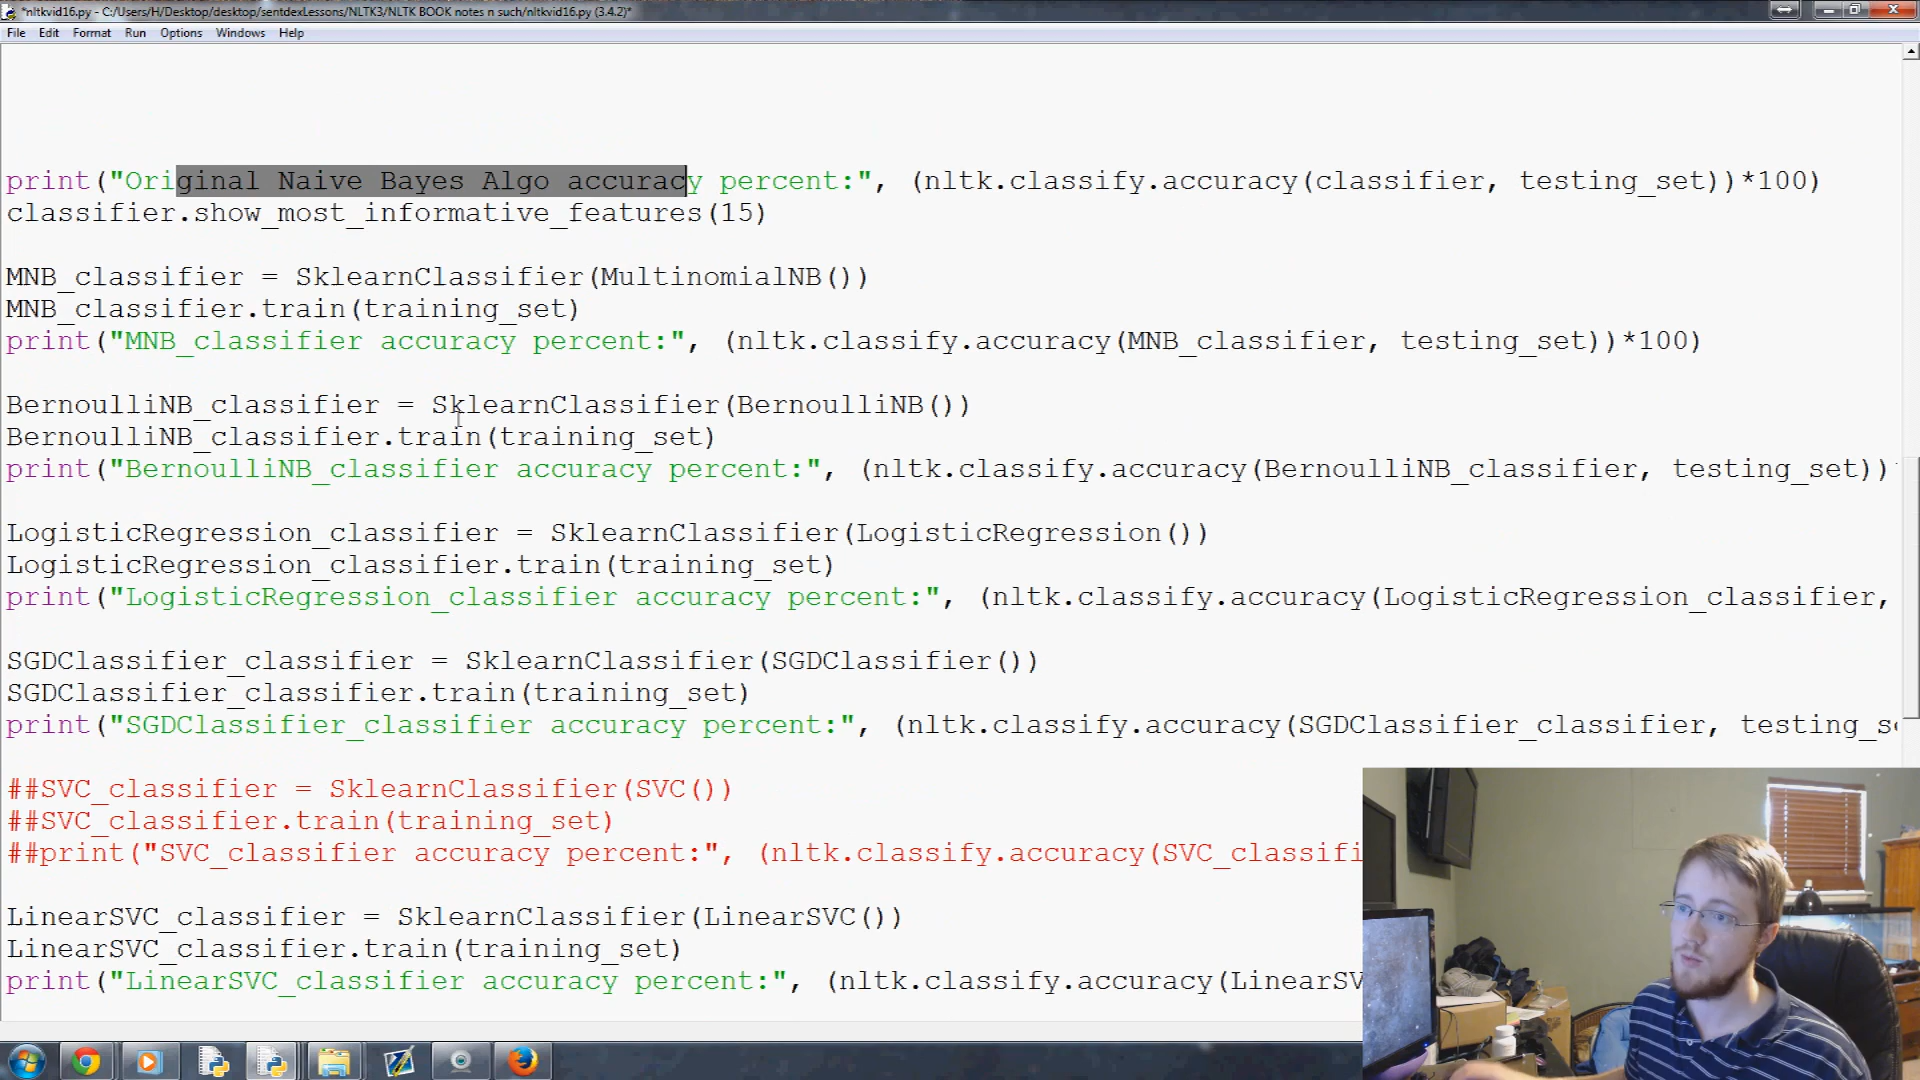 *nltkvid16.py - C:/Users/H/Desktop/desktop/sentdexLessons/NLTK3/NLTK BOOK notes n such/nltkvid16.py (3.4.2)*
File Edit Format Run Options Windows Help
print("Original Naive Bayes Algo accuracy percent:", (nltk.classify.accuracy(classifier, testing_set))*100)
classifier.show_most_informative_features(15)
MNB_classifier = SklearnClassifier(MultinomialNB())
MNB_classifier.train(training_set)
print("MNB_classifier accuracy percent:", (nltk.classify.accuracy(MNB_classifier, testing_set))*100)
BernoulliNB_classifier = SklearnClassifier(BernoulliNB())
BernoulliNB_classifier.train(training_set)
print("BernoulliNB_classifier accuracy percent:", (nltk.classify.accuracy(BernoulliNB_classifier, testing_set))
LogisticRegression_classifier = SklearnClassifier(LogisticRegression())
LogisticRegression_classifier.train(training_set)
print("LogisticRegression_classifier accuracy percent:", (nltk.classify.accuracy(LogisticRegression_classifier,
SGDClassifier_classifier = SklearnClassifier(SGDClassifier())
SGDClassifier_classifier.train(training_set)
print("SGDClassifier_classifier accuracy percent:", (nltk.classify.accuracy(SGDClassifier_classifier, testing_s
##SVC_classifier = SklearnClassifier(SVC())
##SVC_classifier.train(training_set)
##print("SVC_classifier accuracy percent:", (nltk.classify.accuracy(SVC_classifi
LinearSVC_classifier = SklearnClassifier(LinearSVC())
LinearSVC_classifier.train(training_set)
print("LinearSVC_classifier accuracy percent:", (nltk.classify.accuracy(LinearSV